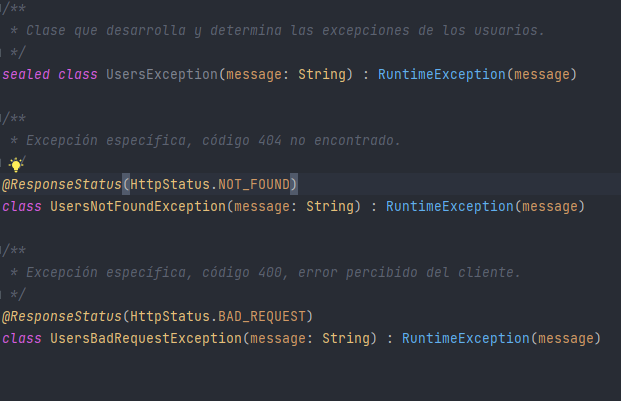 /**
* Clase que desarrolla y determina las excepciones de los usuarios.
*/
sealed class UsersException(message: String) : RuntimeException(message)
/**
* Excepción específica, código 404 no encontrado.
/
@ResponseStatus(HttpStatus.NOT_FOUND)
class UsersNotFoundException(message: String) : RuntimeException(message)
/**
* Excepción específica, código 400, error percibido del cliente.
*/
@ResponseStatus(HttpStatus.BAD_REQUEST)
class UsersBadRequestException(message: String) : RuntimeException(message)